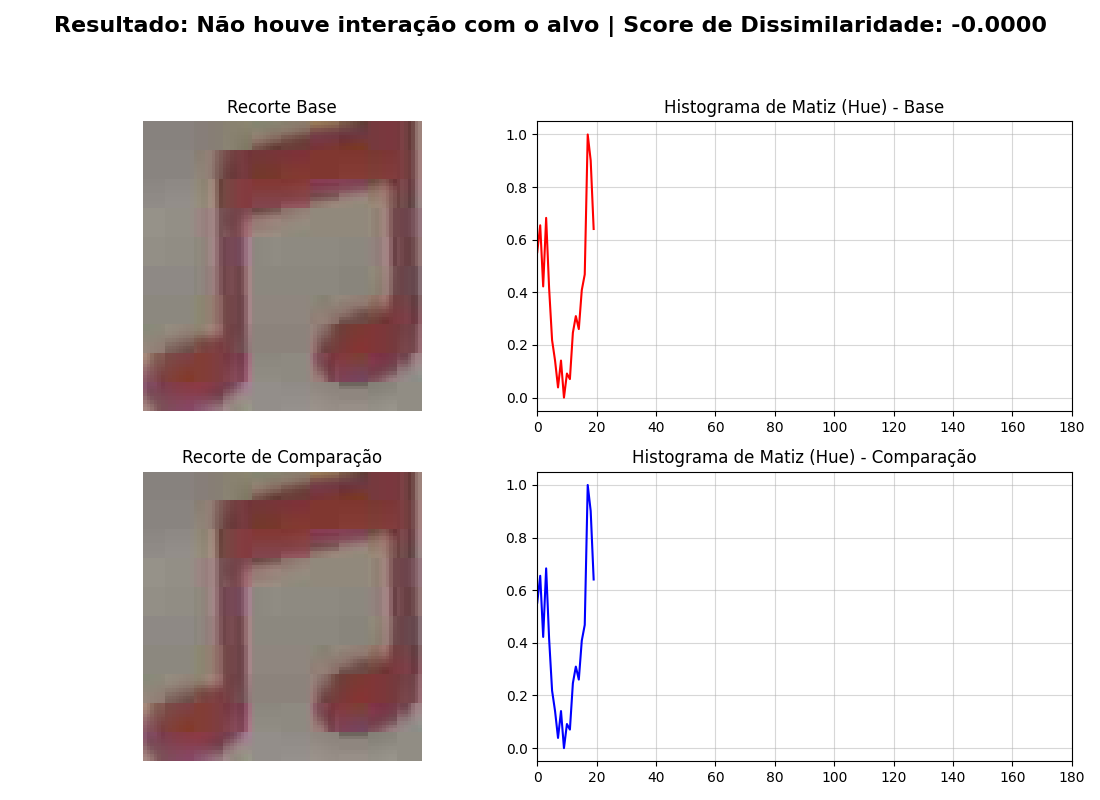 Resultado: Não houve interação com o alvo | Score de Dissimilaridade: -0.0000
Recorte Base
Histograma de Matiz (Hue) - Base
1.0
0.8
0.6
0.4
0.2
0.0
0 20 40 60 80 100 120 140 160 180
Recorte de Comparação
Histograma de Matiz (Hue) - Comparação
1.0
0.8
0.6
0.4
0.2
0.0
0 20 40 60 80 100 120 140 160 180